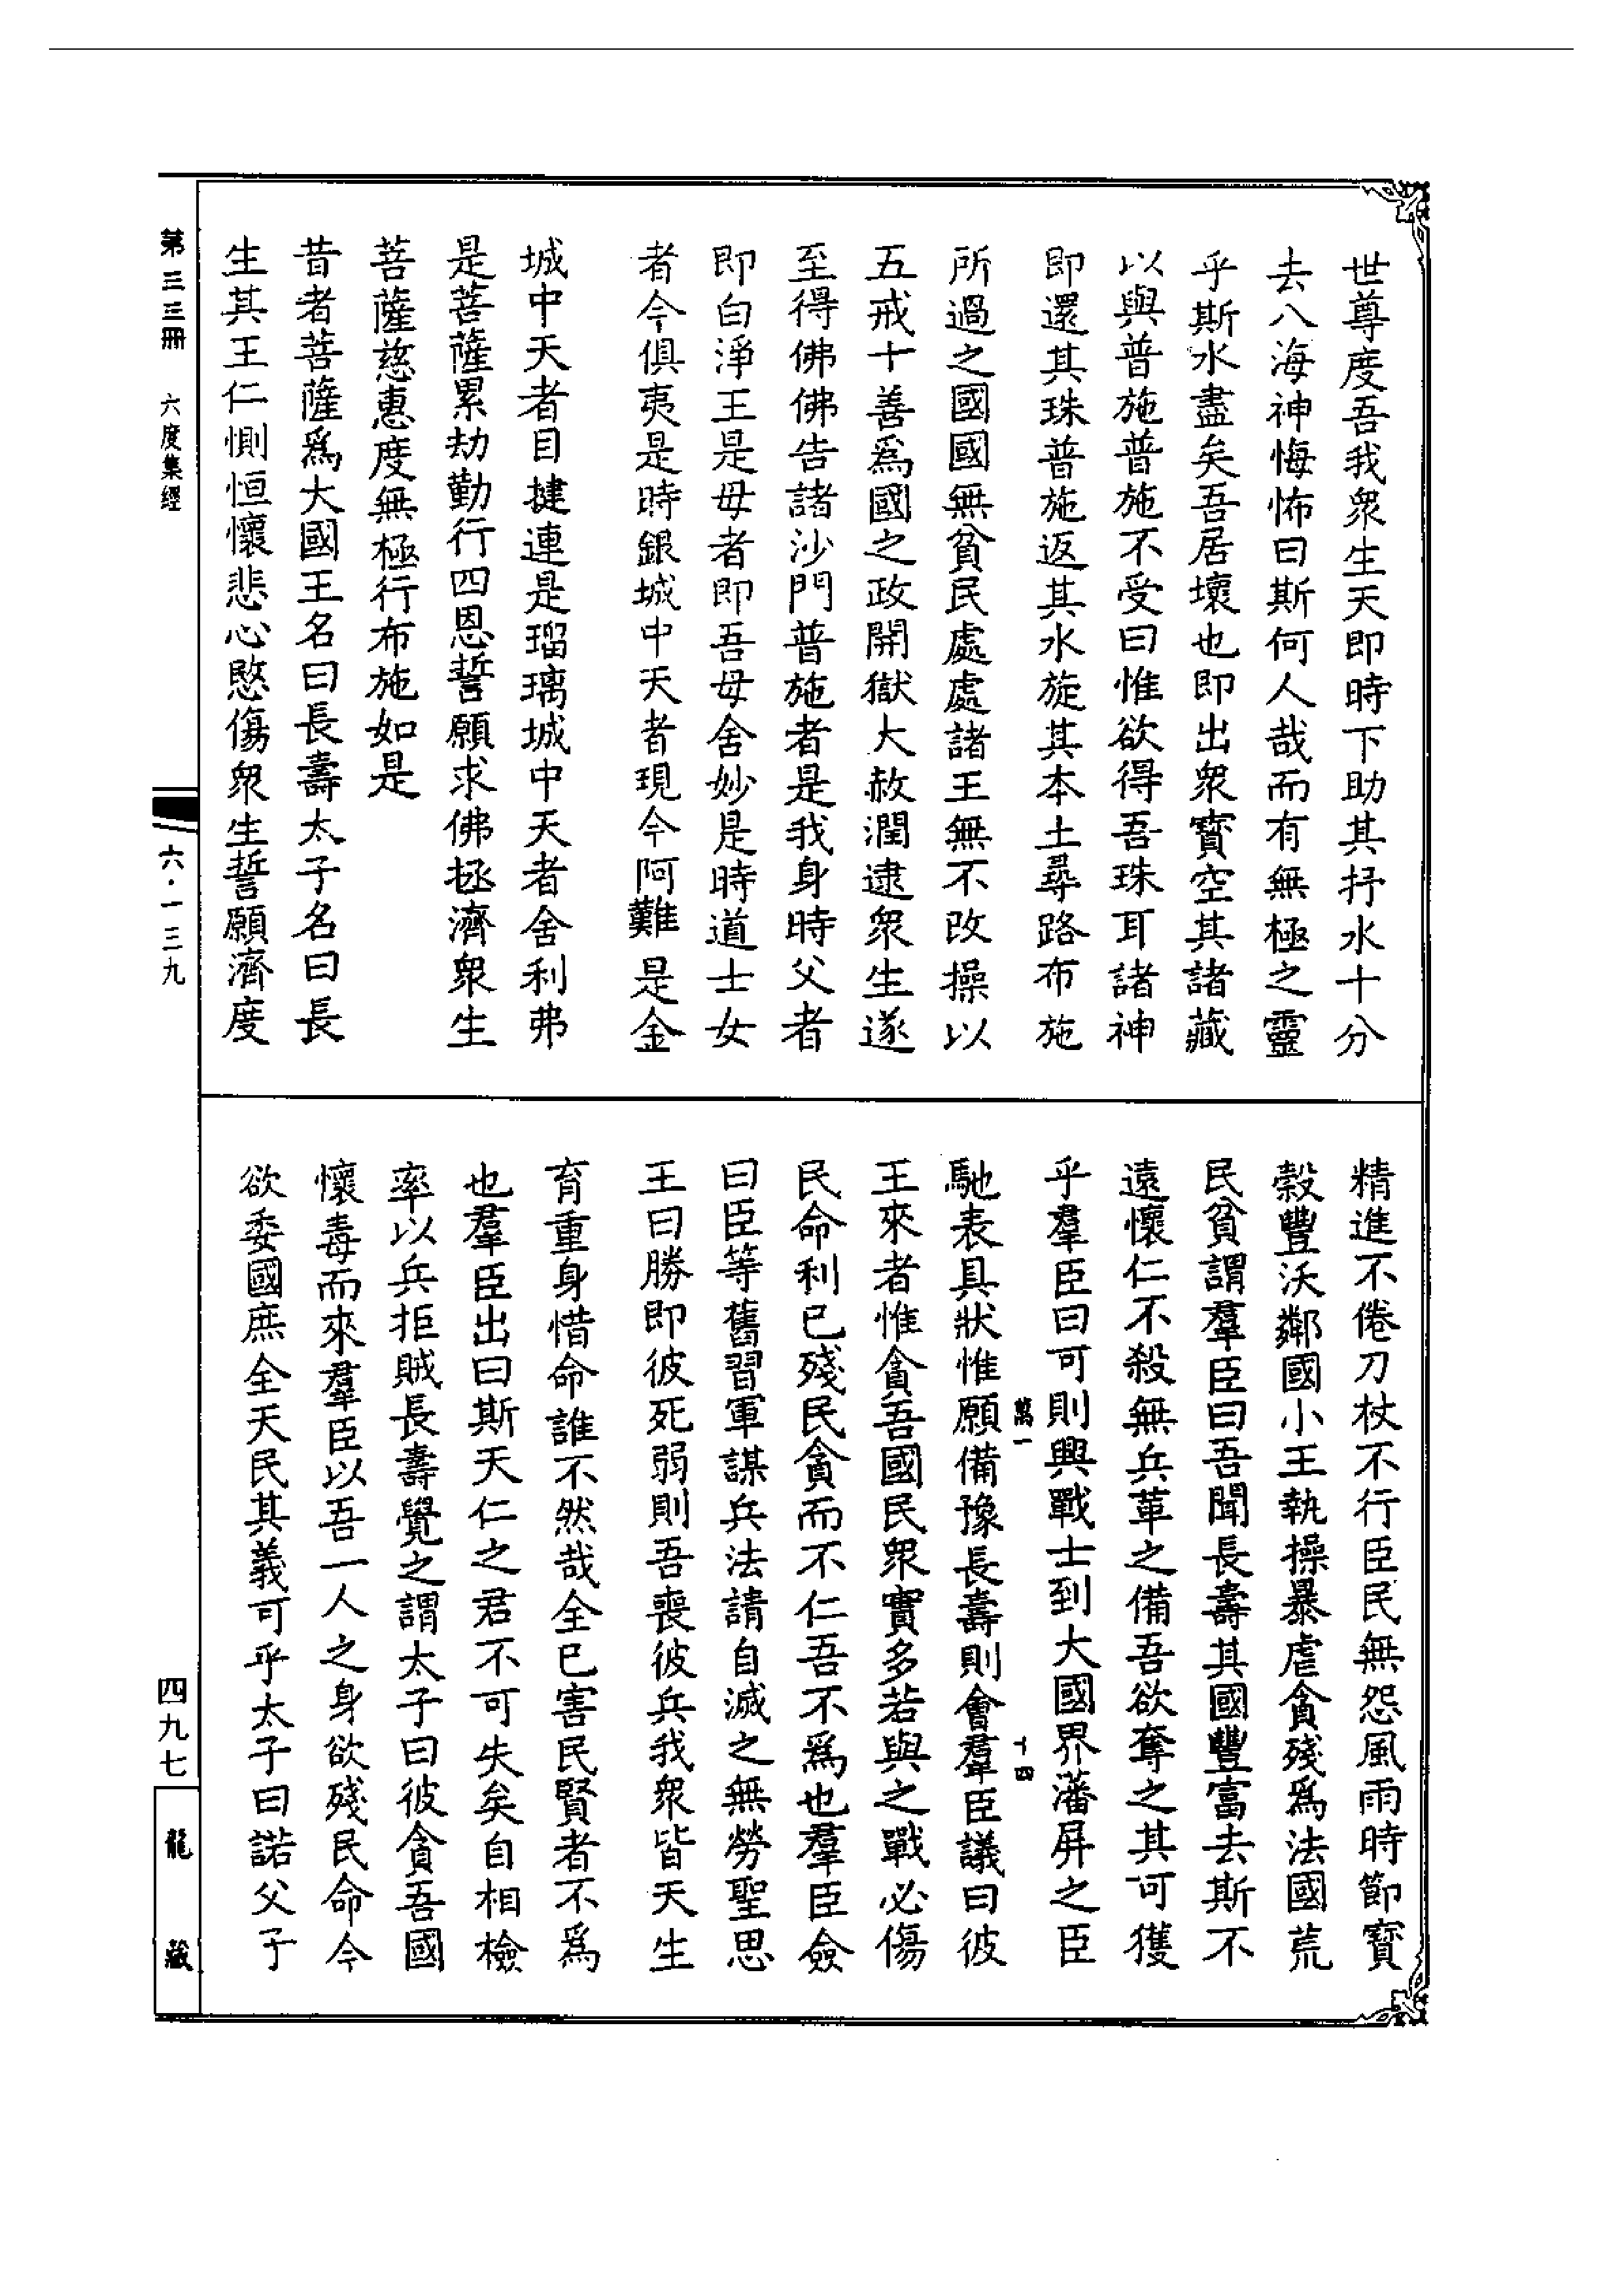 世尊度吾我衆生天即時下助其抒水十分
去八海神悔怖曰斯何人哉而有無極之靈
乎斯水盡矣吾居壞也即出衆寳空其諸藏
以與普施普施不受曰惟欲得吾珠耳諸神
即還其珠普施返其水旋其本土尋路布施
所過之國國無貧民處處諸王無不改操以
五戒十善爲國之政開獄大赦潤逮衆生遂
至得佛佛告諸沙門普施者是我身時父者
即白淨王是母者即吾母舍妙是時道士女
者今俱夷是時銀城中天者現今阿難是金
城中天者目揵連是瑠璃城中天者舍利弗
是菩薩累劫勤行四恩誓願求佛拯濟衆生
菩薩慈惠度無極行布施如是
昔者菩薩爲大國王名曰長壽太子名曰長
生其王仁惻恒懷悲心愍傷衆生誓願濟度
精進不倦刀杖不行臣民無怨風雨時節寳
穀豐沃鄰國小王執操暴虐貪殘爲法國荒
民貧謂羣臣曰吾聞長壽其國豐富去斯不
遠懷仁不殺無兵革之備吾欲奪之其可獲
乎羣臣曰可則興戰士到大國界藩屏之臣
萬一 十四
馳表具狀惟願備豫長壽則會羣臣議曰彼
王來者惟貪吾國民衆實多若與之戰必傷
民命利己殘民貪而不仁吾不爲也羣臣僉
曰臣等舊習軍謀兵法請自滅之無勞聖思
王曰勝即彼死弱則吾喪彼兵我衆皆天生
育重身惜命誰不然哉全已害民賢者不爲
也羣臣出曰斯天仁之君不可失矣自相檢
率以兵拒賊長壽覺之謂太子曰彼貪吾國
懷毒而來羣臣以吾一人之身欲殘民命今
欲委國庶全天民其義可乎太子曰諾父子
第三三冊 六度集經
六·一三九
四九七
龍藏